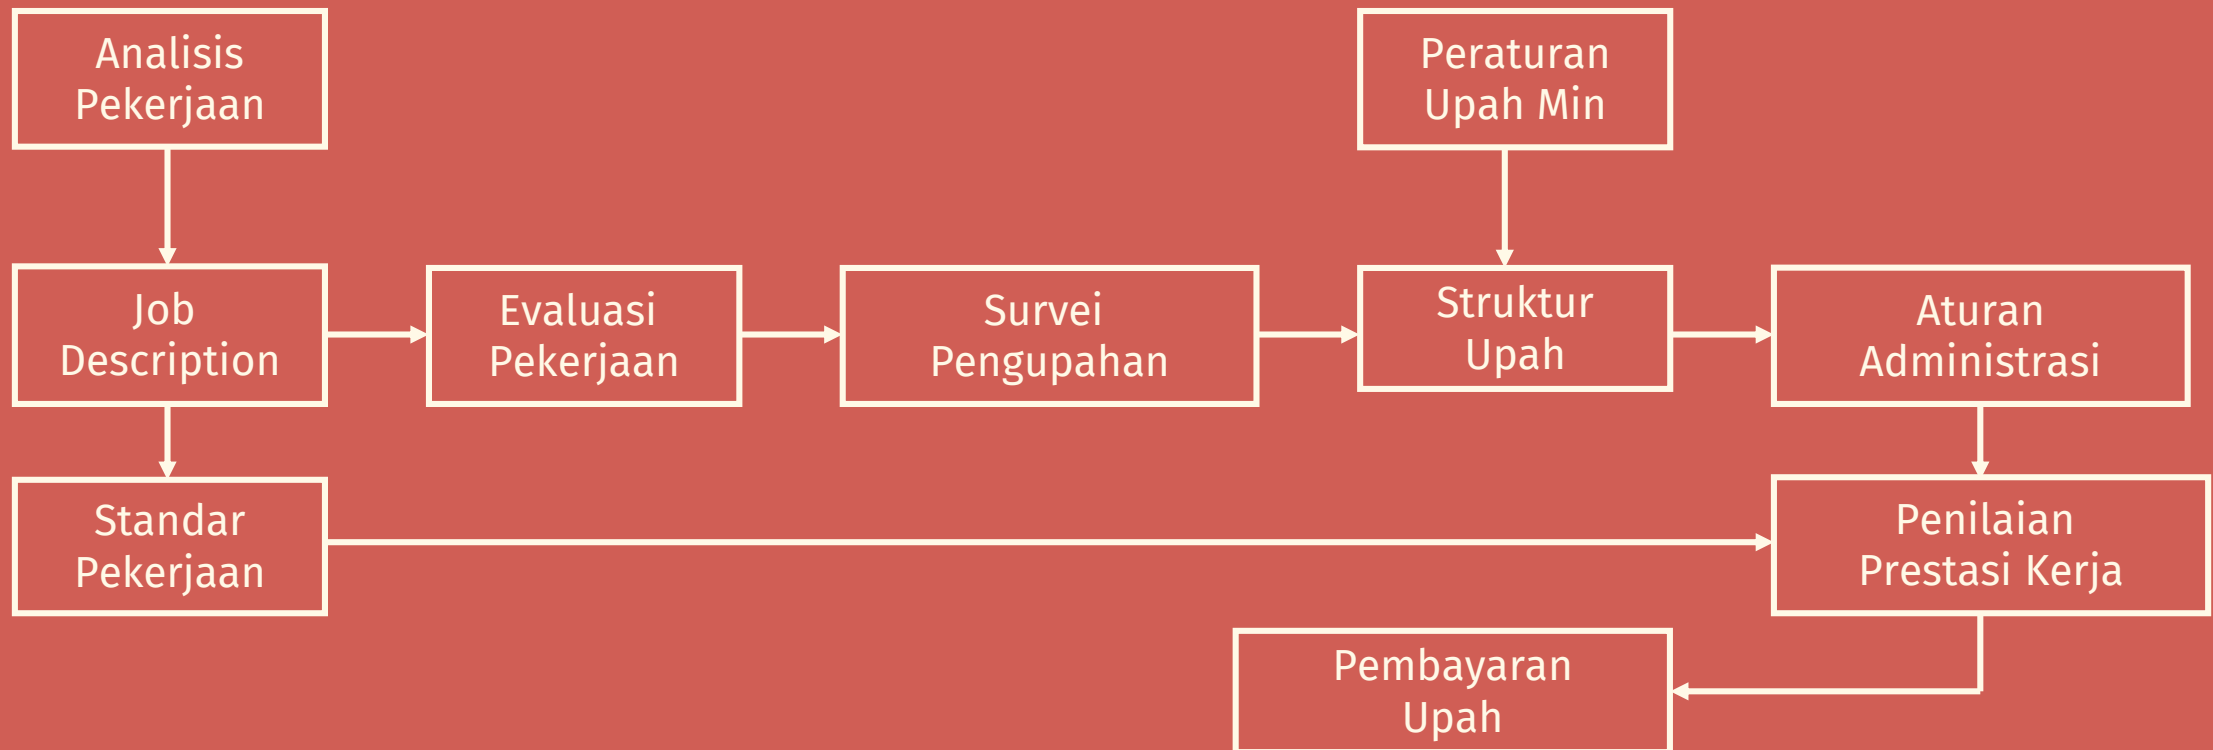 Analisis
Pekerjaan
Peraturan
Upah Min
Job
Description
Evaluasi
Pekerjaan
Survei
Pengupahan
Struktur
Upah
Aturan
Administrasi
Standar
Pekerjaan
Penilaian
Prestasi Kerja
Pembayaran
Upah